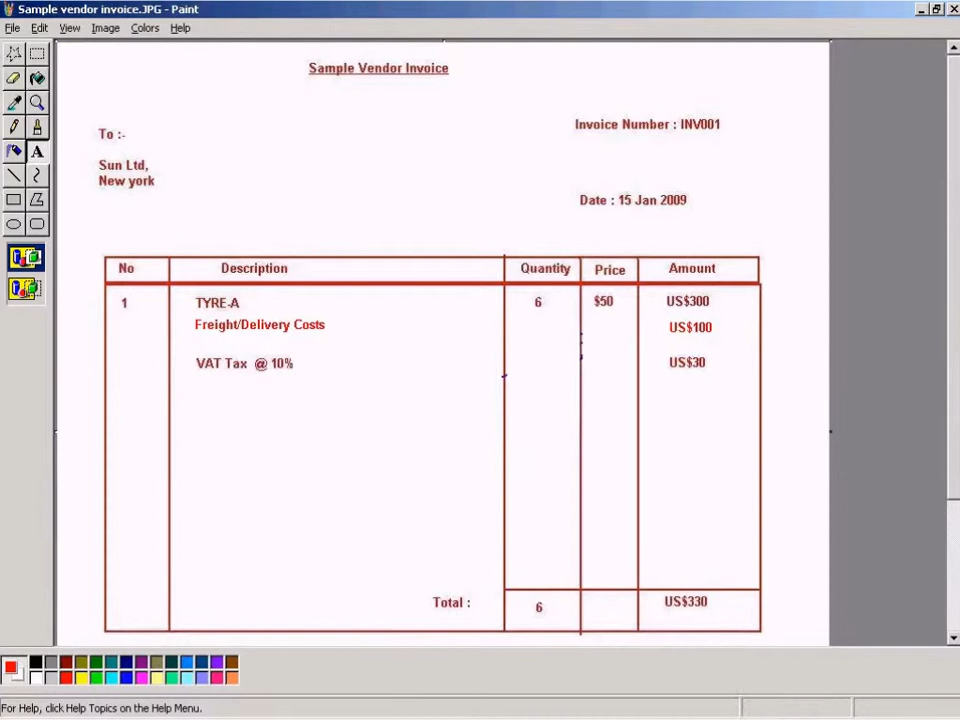 Sample vendor invoice.JPG - Paint
File Edit View Image Colors Help
Sample Vendor Invoice
Invoice Number : INV001
To :-
Sun Ltd,
New york
Date : 15 Jan 2009
No Description Quantity Price Amount
1 TYRE-A 6 $50 US$300
Freight/Delivery Costs US$100
VAT Tax @ 10% US$30
Total : 6 US$330
For Help, click Help Topics on the Help Menu.